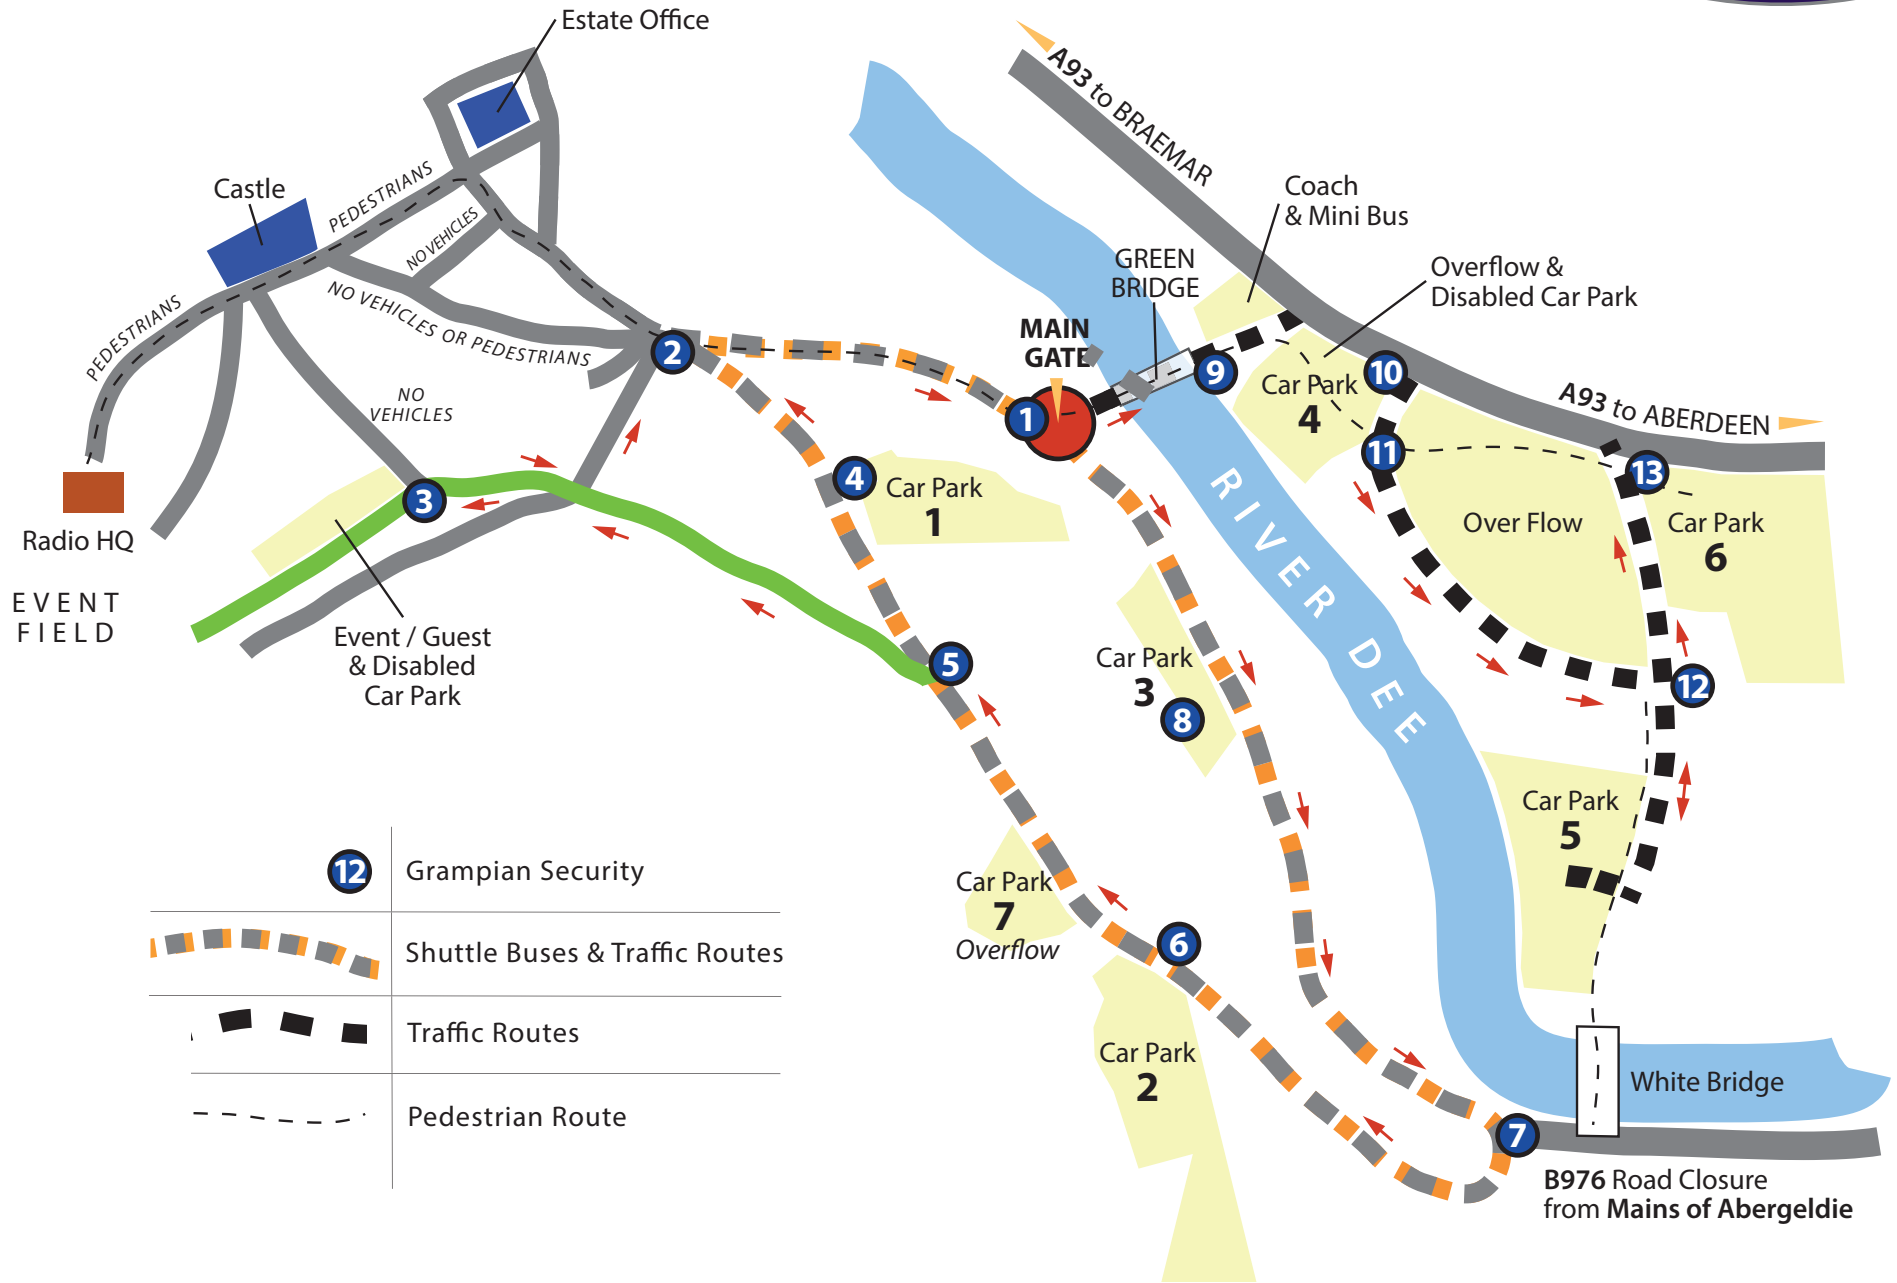 Estate Office
A93 to BRAEMAR
Castle
PEDESTRIANS
NO VEHICLES
Coach
& Mini Bus
GREEN
BRIDGE
Overflow &
Disabled Car Park
PEDESTRIANS
NO VEHICLES OR PEDESTRIANS
MAIN
GATE
2
9
10
Car Park
4
A93 to ABERDEEN
NO
VEHICLES
1
11
13
4
Car Park
1
3
Over Flow
Car Park
6
Radio HQ
RIVER DEE
EVENT
FIELD
Event / Guest
& Disabled
Car Park
5
Car Park
3
8
12
Car Park
5
12
Grampian Security
Car Park
7
Overflow
Shuttle Buses & Traffic Routes
6
Traffic Routes
Car Park
2
White Bridge
Pedestrian Route
7
B976 Road Closure
from Mains of Abergeldie